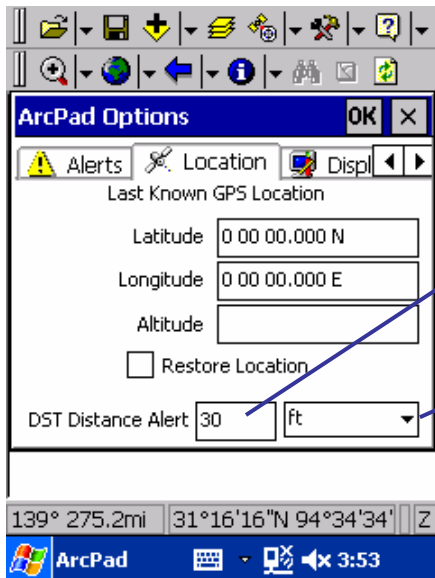 ArcPad Options OK
Alerts Location Displ
Last Known GPS Location
Latitude 0 00 00.000 N
Longitude 0 00 00.000 E
Altitude
Restore Location
DST Distance Alert 30 ft
139° 275.2mi 31°16'16"N 94°34'34' Z
ArcPad 3:53